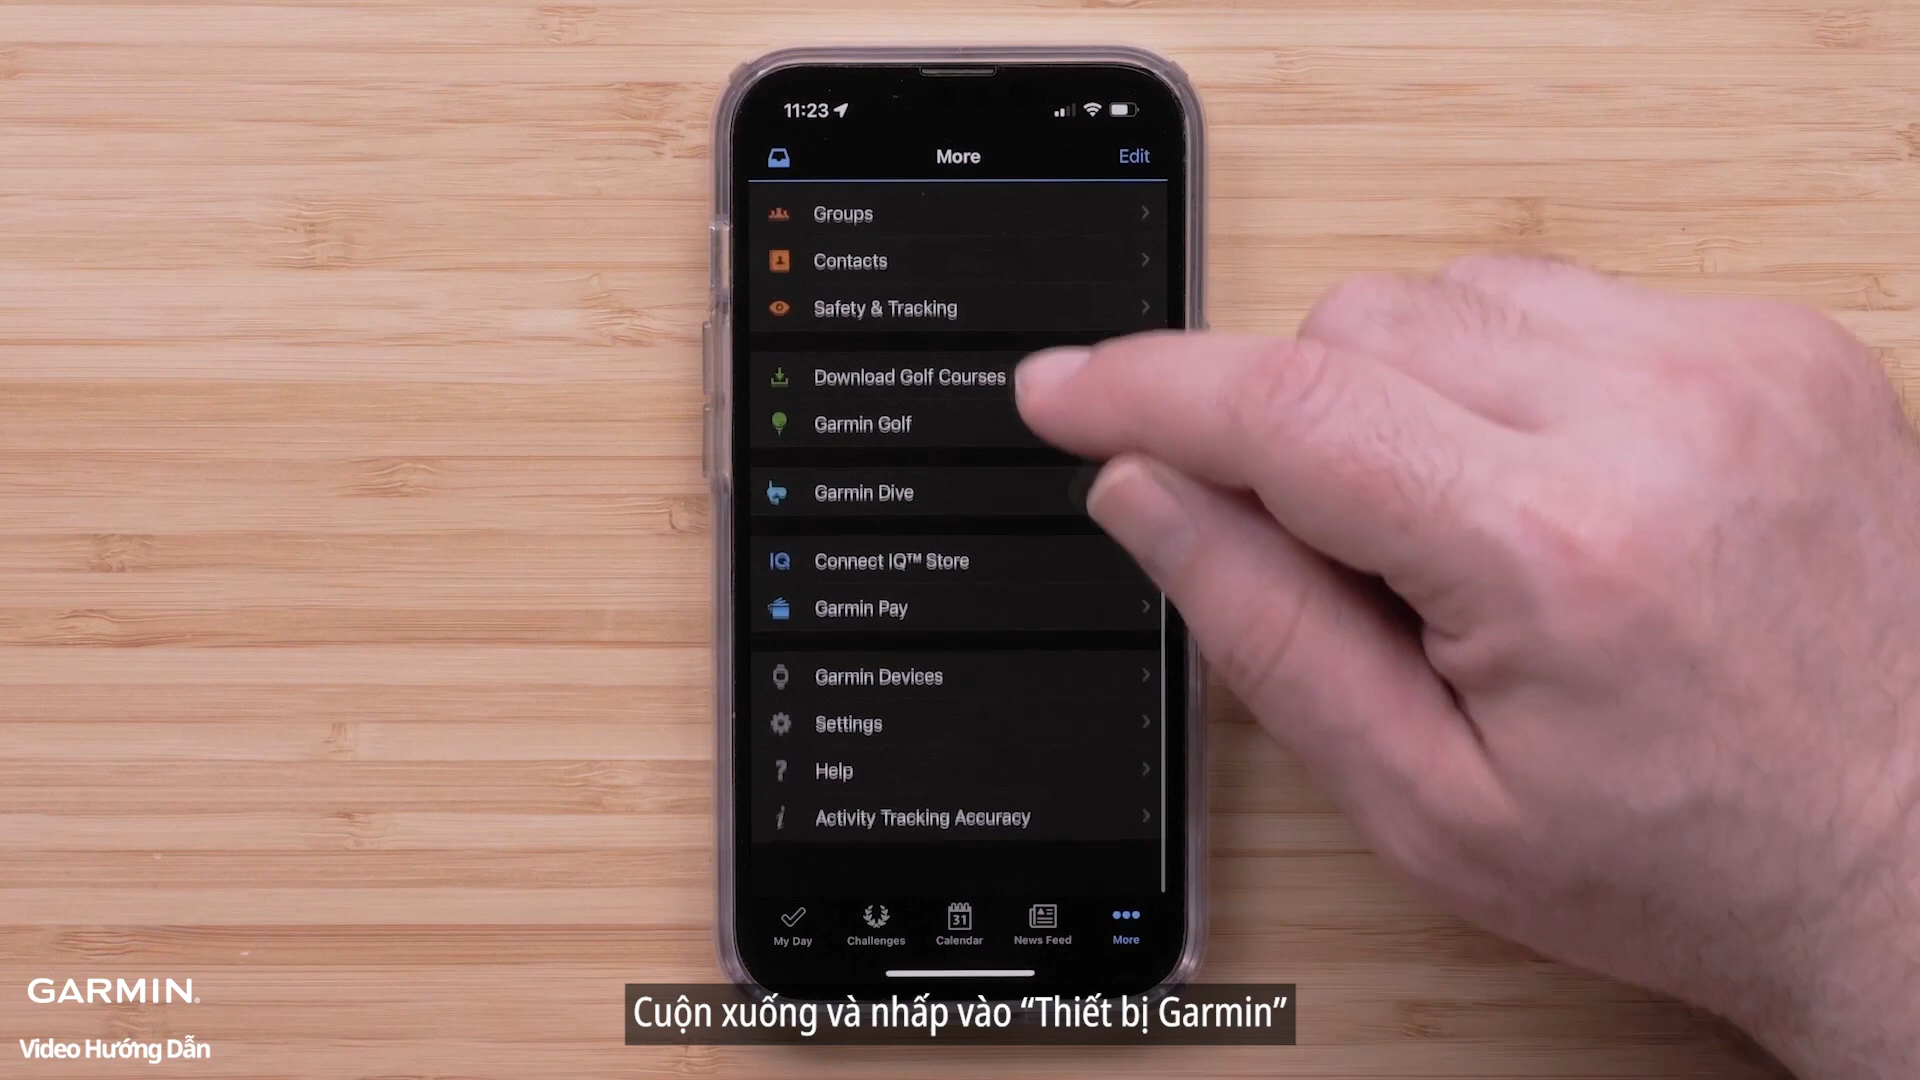 11:23
More
Edit
Groups
Contacts
Safety & Tracking
Download Golf Courses
Garmin Golf
Garmin Dive
IQ
Connect IQ™ Store
Garmin Pay
Garmin Devices
Settings
Help
Activity Tracking Accuracy
31
My Day
Challenges
Calendar
News Feed
More
GARMIN®
Video Hướng Dẫn
Cuộn xuống và nhấp vào “Thiết bị Garmin”